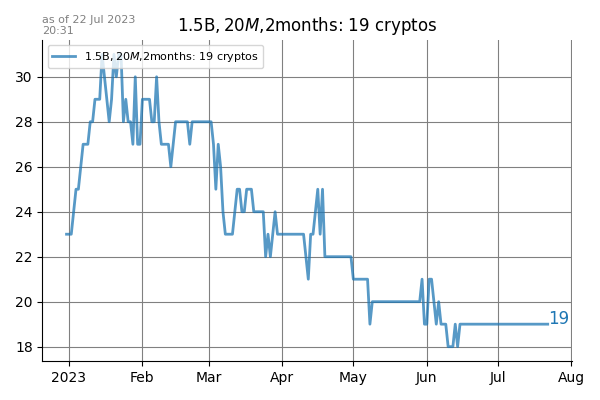 as of 22 Jul 2023
20:31
1.5B, 20M,2months: 19 cryptos
1.5B, 20M,2months: 19 cryptos
30
28
26
24
22
20
18
19
2023 Feb Mar Apr May Jun Jul Aug